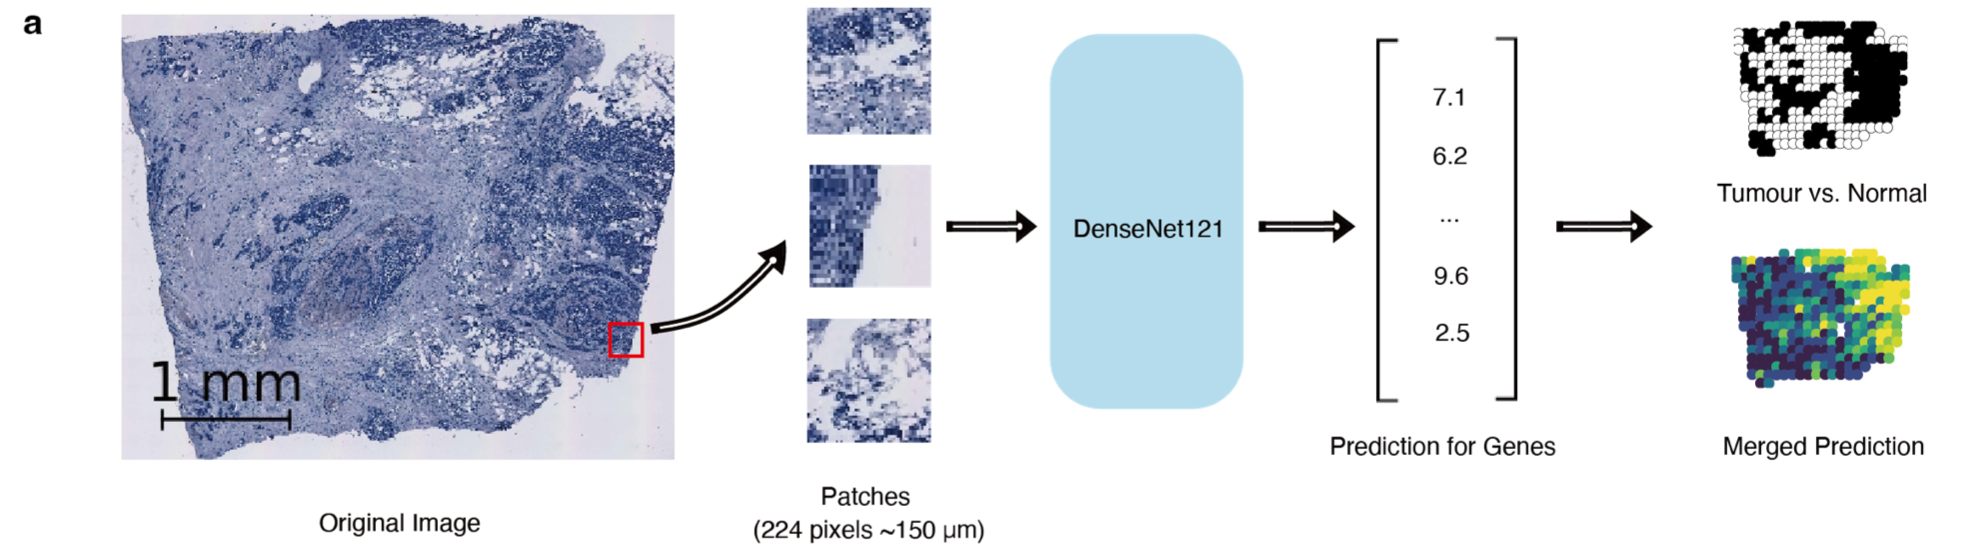 a
1 mm
Original Image
Patches
(224 pixels ~150 µm)
DenseNet121
7.1
6.2
...
9.6
2.5
Prediction for Genes
Tumour vs. Normal
Merged Prediction